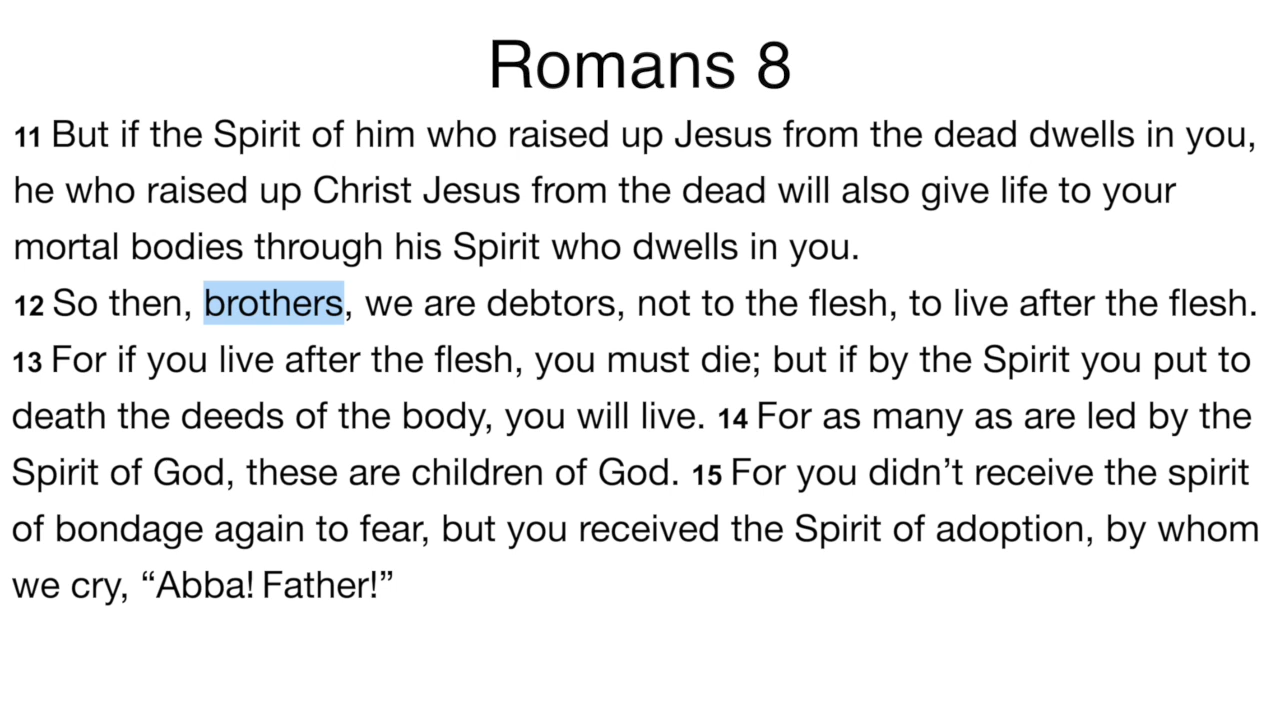 Romans 8
11 But if the Spirit of him who raised up Jesus from the dead dwells in you,
he who raised up Christ Jesus from the dead will also give life to your
mortal bodies through his Spirit who dwells in you.
12 So then, brothers, we are debtors, not to the flesh, to live after the flesh.
13 For if you live after the flesh, you must die; but if by the Spirit you put to
death the deeds of the body, you will live. 14 For as many as are led by the
Spirit of God, these are children of God. 15 For you didn’t receive the spirit
of bondage again to fear, but you received the Spirit of adoption, by whom
we cry, “Abba! Father!”